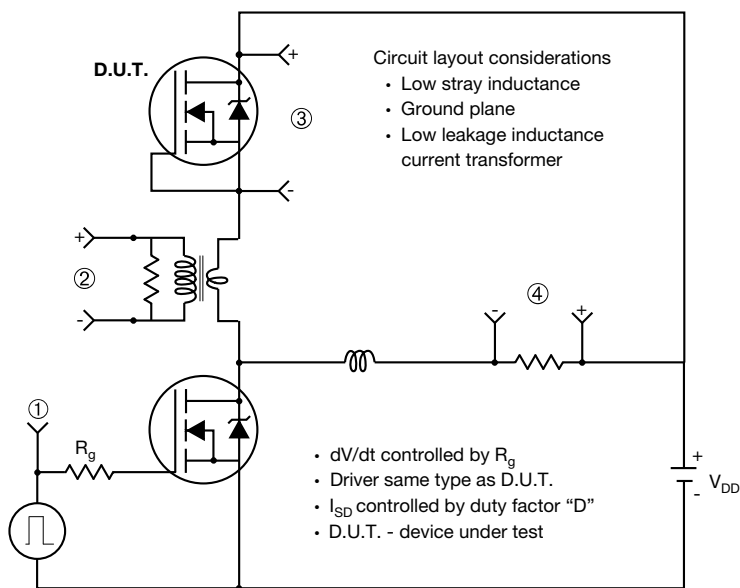 D.U.T.
+
Circuit layout considerations
• Low stray inductance
• Ground plane
• Low leakage inductance
current transformer
③
-
+
②
-
④
-
+
①
Rg
• dV/dt controlled by Rg
• Driver same type as D.U.T.
• ISD controlled by duty factor “D”
• D.U.T. - device under test
+
VDD
-